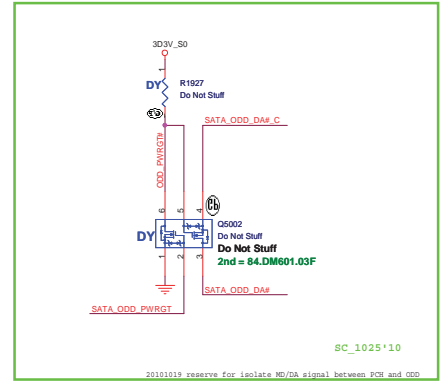 3D3V_S0
1
DY
R1927
Do Not Stuff
SATA_ODD_DA#_C
ODD_PWRGT#
6
5
4
Q5002
DY
Do Not Stuff
Do Not Stuff
2nd = 84.DM601.03F
1
2
3
SATA_ODD_DA#
SATA_ODD_PWRGT
SC_1025'10
20101019 reserve for isolate MD/DA signal between PCH and ODD